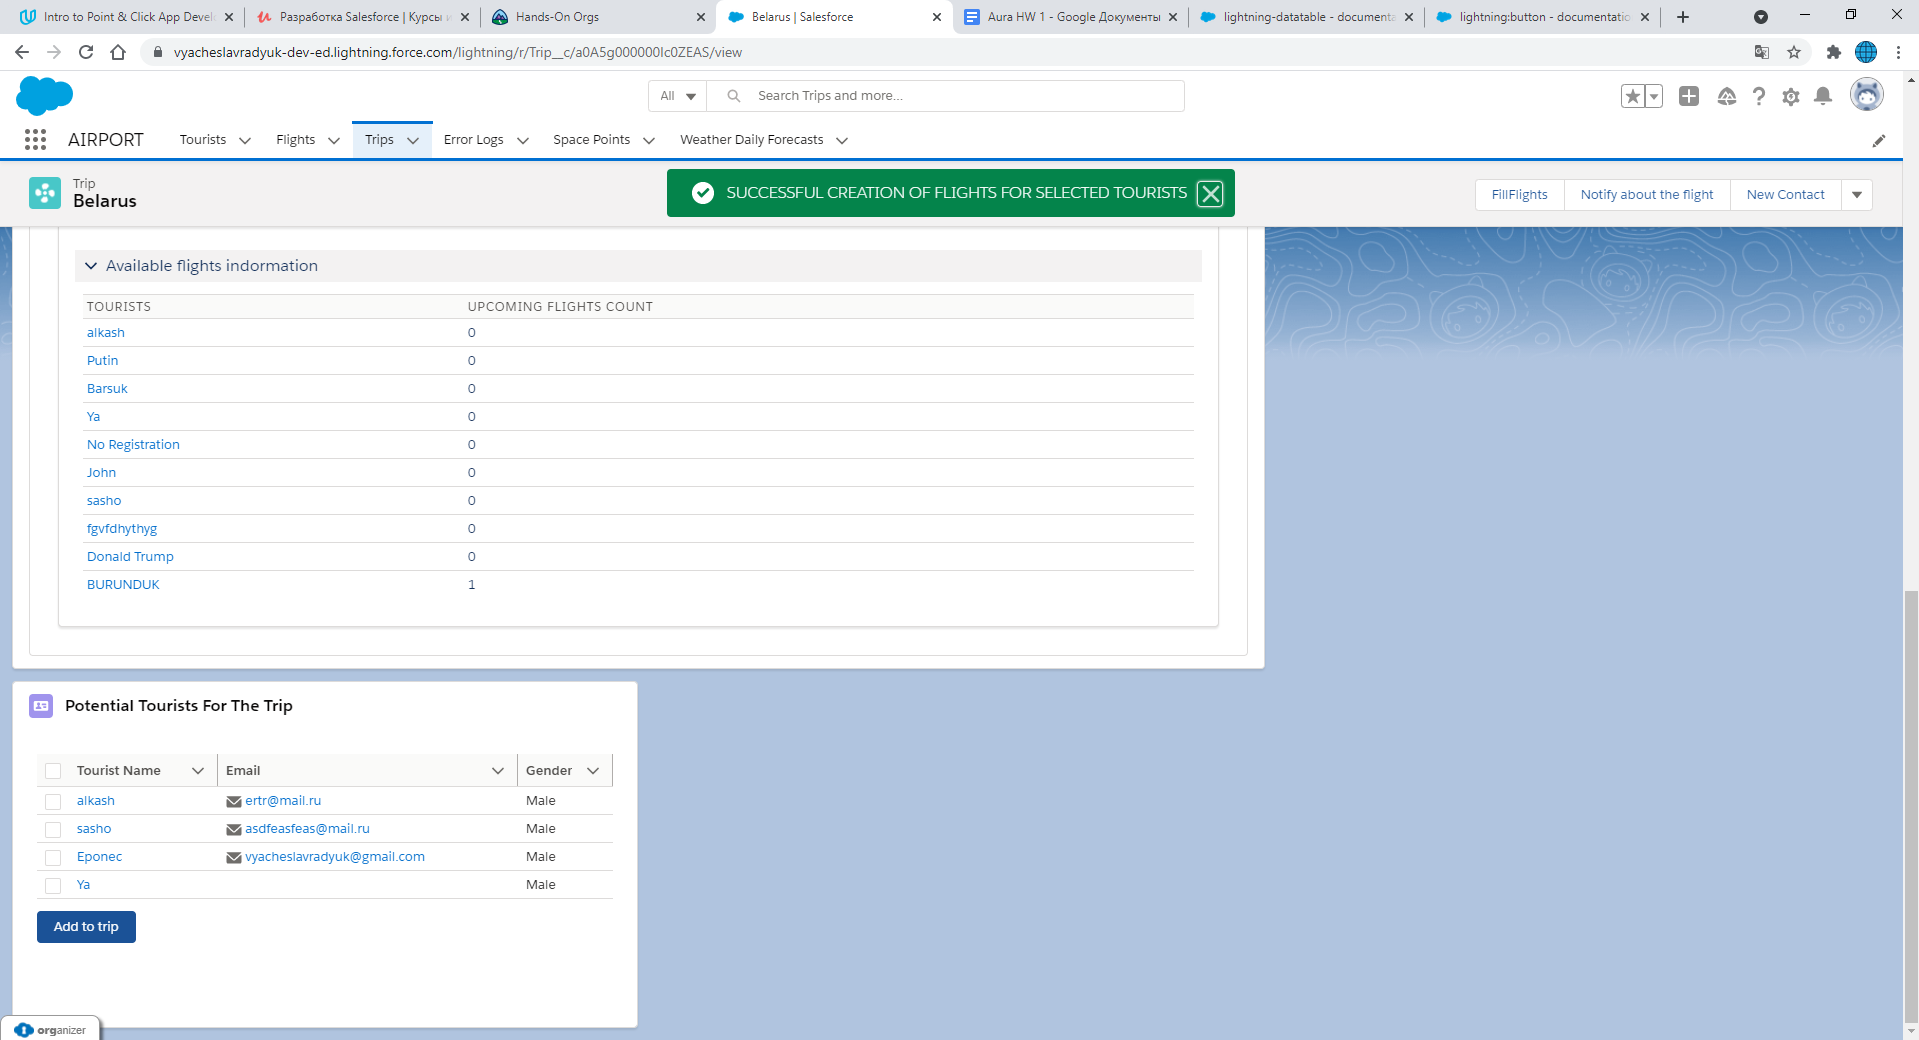 Intro to Point & Click App Devel
Разработка Salesforce | Курсы и
Hands-On Orgs
Belarus | Salesforce
Aura HW 1 - Google Документы
lightning-datatable - documenta
lightning:button - documentatio
vyacheslavradyuk-dev-ed.lightning.force.com/lightning/r/Trip__c/a0A5g000000Ic0ZEAS/view
All
Search Trips and more...
AIRPORT
Tourists
Flights
Trips
Error Logs
Space Points
Weather Daily Forecasts
Trip
Belarus
SUCCESSFUL CREATION OF FLIGHTS FOR SELECTED TOURISTS
FillFlights
Notify about the flight
New Contact
Available flights indormation
TOURISTS UPCOMING FLIGHTS COUNT
alkash 0
Putin 0
Barsuk 0
Ya 0
No Registration 0
John 0
sasho 0
fgvfdhythyg 0
Donald Trump 0
BURUNDUK 1
Potential Tourists For The Trip
Tourist Name Email Gender
alkash ertr@mail.ru Male
sasho asdfeasfeas@mail.ru Male
Eponec vyacheslavradyuk@gmail.com Male
Ya Male
Add to trip
organizer